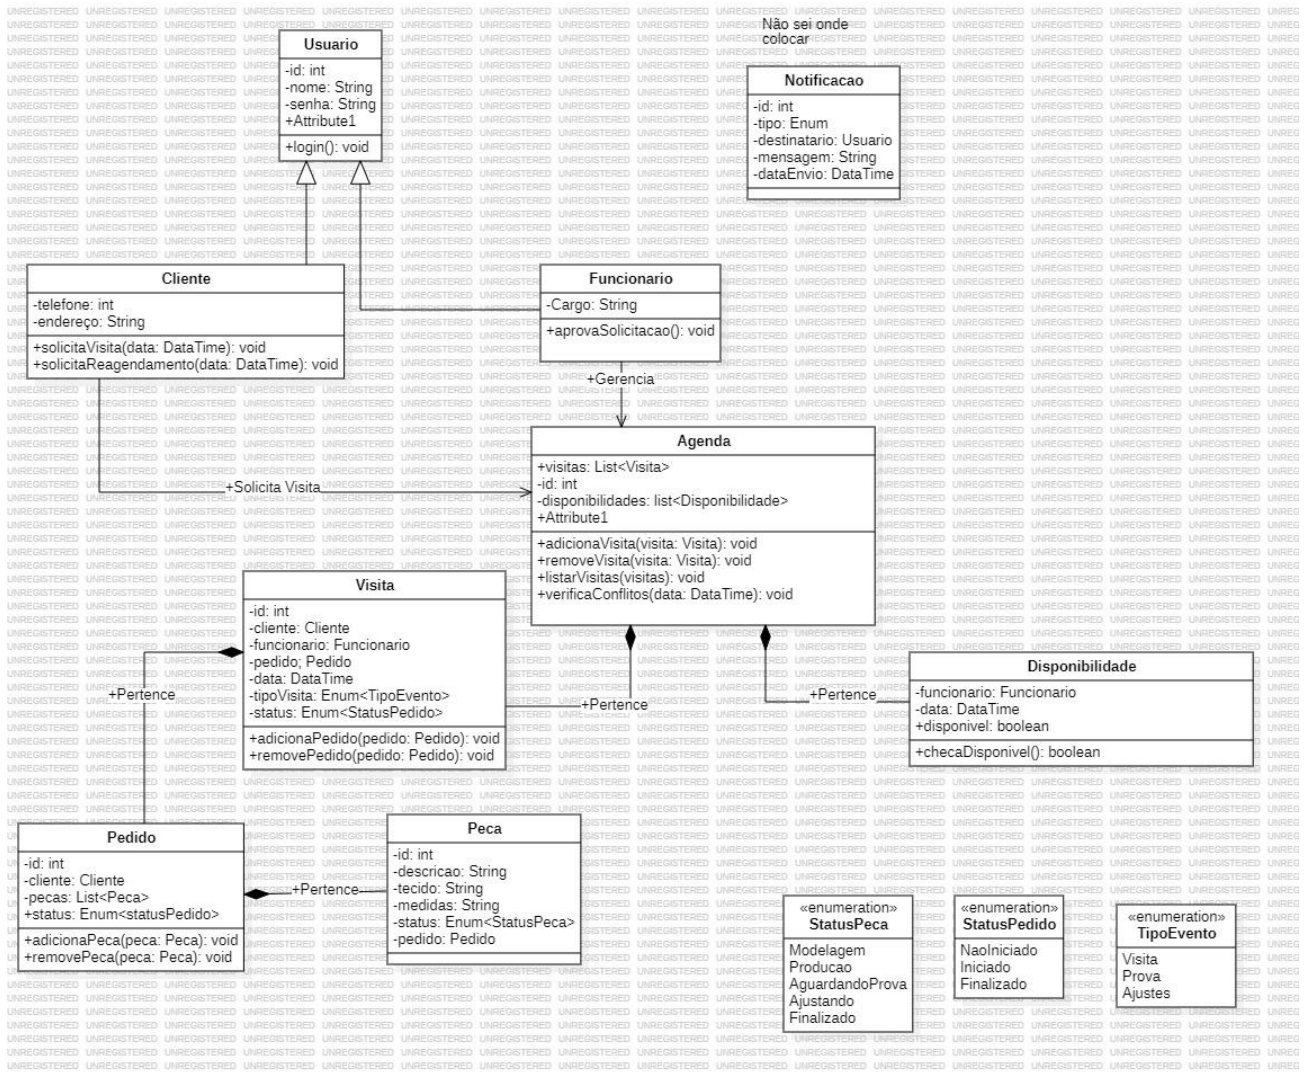 Não sei onde
colocar
Usuario
-id: int
-nome: String
-senha: String
+Attribute1
+login(): void
Notificacao
-id: int
-tipo: Enum
-destinatario: Usuario
-mensagem: String
-dataEnvio: DataTime
Cliente
-telefone: int
-endereço: String
+solicitaVisita(data: DataTime): void
+solicitaReagendamento(data: DataTime): void
Funcionario
-Cargo: String
+aprovaSolicitacao(): void
+Gerencia
+Solicita Visita
Agenda
+visitas: List<Visita>
-id: int
-disponibilidades: list<Disponibilidade>
+Attribute1
+adicionaVisita(visita: Visita): void
+removeVisita(visita: Visita): void
+listarVisitas(visitas): void
+verificaConflitos(data: DataTime): void
Visita
-id: int
-cliente: Cliente
-funcionario: Funcionario
-pedido; Pedido
-data: DataTime
-tipoVisita: Enum<TipoEvento>
-status: Enum<StatusPedido>
+adicionaPedido(pedido: Pedido): void
+removePedido(pedido: Pedido): void
+Pertence
+Pertence
+Pertence
Disponibilidade
-funcionario: Funcionario
-data: DataTime
+disponivel: boolean
+checaDisponivel(): boolean
Pedido
-id: int
-cliente: Cliente
-pecas: List<Peca>
+status: Enum<statusPedido>
+adicionaPeca(peca: Peca): void
+removePeca(peca: Peca): void
+Pertence
Peca
-id: int
-descricao: String
-tecido: String
-medidas: String
-status: Enum<StatusPeca>
-pedido: Pedido
«enumeration»
StatusPeca
Modelagem
Producao
AguardandoProva
Ajustando
Finalizado
«enumeration»
StatusPedido
NaoIniciado
Iniciado
Finalizado
«enumeration»
TipoEvento
Visita
Prova
Ajustes
UNREGISTERED